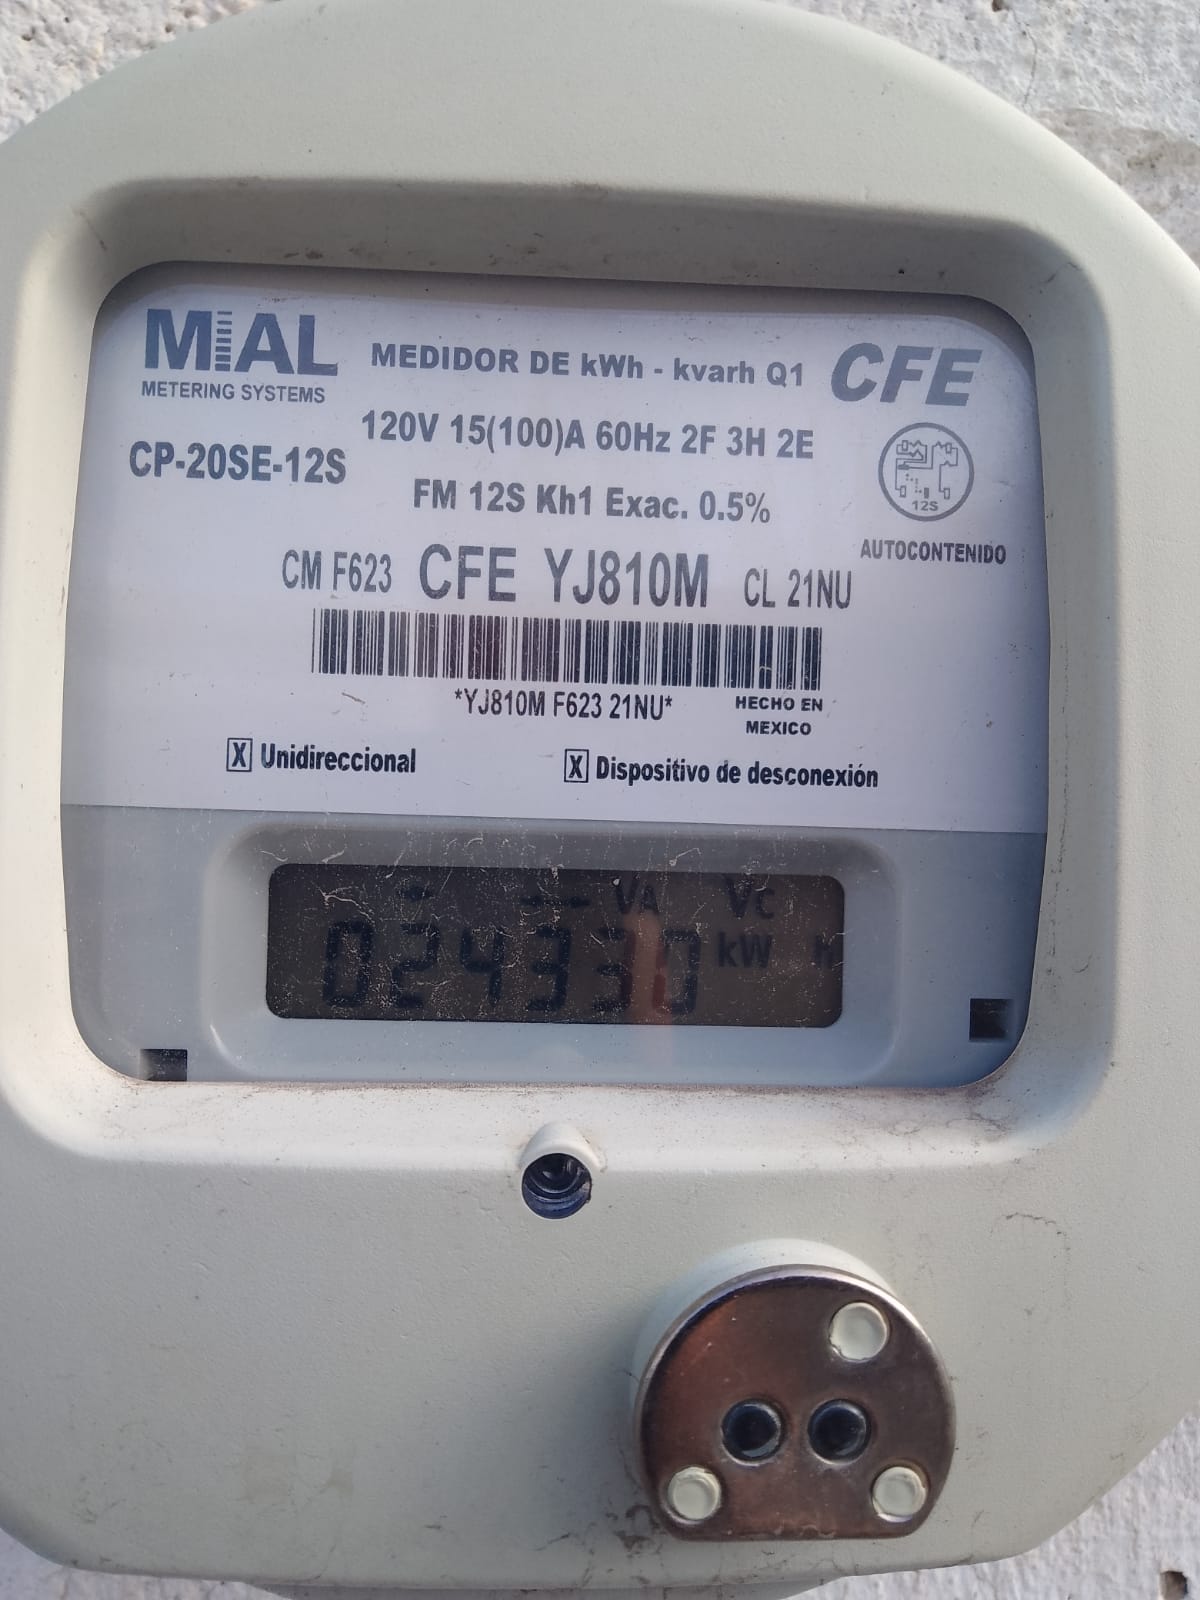 MIAL
METERING SYSTEMS
MEDIDOR DE kWh - kvarh Q1
CFE
120V 15(100)A 60Hz 2F 3H 2E
CP-20SE-12S
FM 12S Kh1 Exac. 0.5%
12S
AUTOCONTENIDO
CM F623 CFE YJ810M CL 21NU
*YJ810M F623 21NU*
HECHO EN
MEXICO
X Unidireccional
X Dispositivo de desconexión
VA VC
024330 kW h